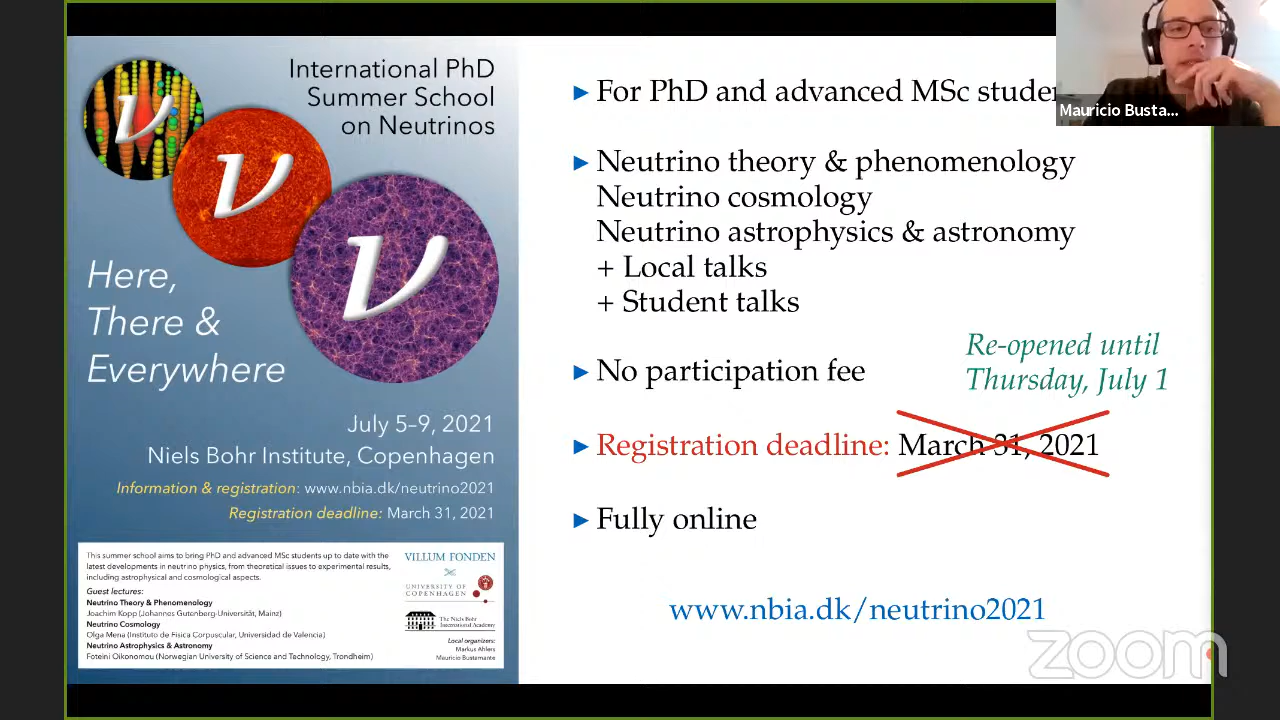 International PhD
Summer School
on Neutrinos
ν
ν
ν
Here,
There &
Everywhere
July 5–9, 2021
Niels Bohr Institute, Copenhagen
Information & registration: www.nbia.dk/neutrino2021
Registration deadline: March 31, 2021
This summer school aims to bring PhD and advanced MSc students up to date with the
latest developments in neutrino physics, from theoretical issues to experimental results,
including astrophysical and cosmological aspects.
Guest lectures:
Neutrino Theory & Phenomenology
Joachim Kopp (Johannes Gutenberg-Universität, Mainz)
Neutrino Cosmology
Olga Mena (Instituto de Física Corpuscular, Universidad de Valencia)
Neutrino Astrophysics & Astronomy
Foteini Oikonomou (Norwegian University of Science and Technology, Trondheim)
VILLUM FONDEN
UNIVERSITY OF
COPENHAGEN
The Niels Bohr
International Academy
Local organizers:
Markus Ahlers
Mauricio Bustamante
▸ For PhD and advanced MSc studen
▸ Neutrino theory & phenomenology
Neutrino cosmology
Neutrino astrophysics & astronomy
+ Local talks
+ Student talks
▸ No participation fee
Re-opened until
Thursday, July 1
▸ Registration deadline: March 31, 2021
▸ Fully online
www.nbia.dk/neutrino2021
Mauricio Busta...
zoom